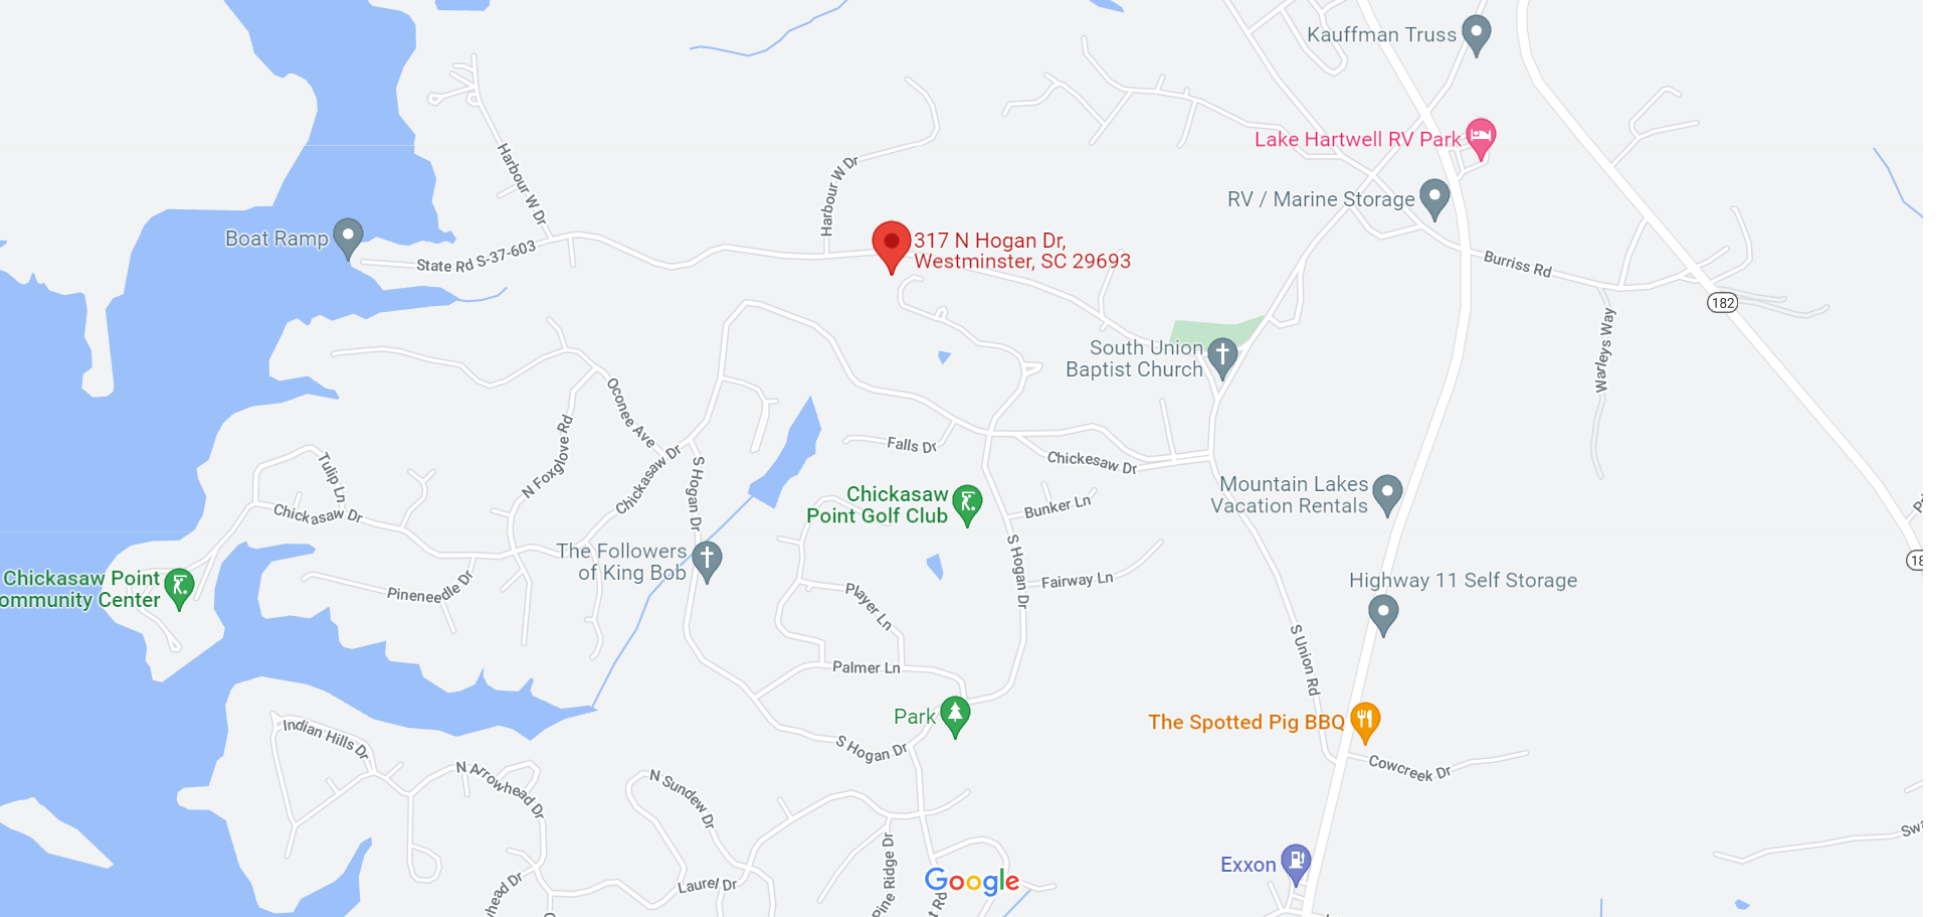 Kauffman Truss
Lake Hartwell RV Park
RV / Marine Storage
Harbour W Dr
Harbour W Dr
Boat Ramp
State Rd S-37-603
317 N Hogan Dr,
Westminster, SC 29693
Burriss Rd
182
Warleys Way
South Union
Baptist Church
Oconee Ave
N Foxglove Rd
Chickasaw Dr
Falls Dr
Chickesaw Dr
Tulip Ln
Chickasaw Dr
S Hogan Dr
Chickasaw
Point Golf Club
Bunker Ln
Mountain Lakes
Vacation Rentals
The Followers
of King Bob
S Hogan Dr
Fairway Ln
Chickasaw Point
ommunity Center
Pineneedle Dr
Player Ln
Highway 11 Self Storage
18
Palmer Ln
S Union Rd
Park
S Hogan Dr
The Spotted Pig BBQ
Cowcreek Dr
Indian Hills Dr
N Arrowhead Dr
N Sundew Dr
Swa
Exxon
Laurel Dr
Pine Ridge Dr
head Dr
Google
t Rd